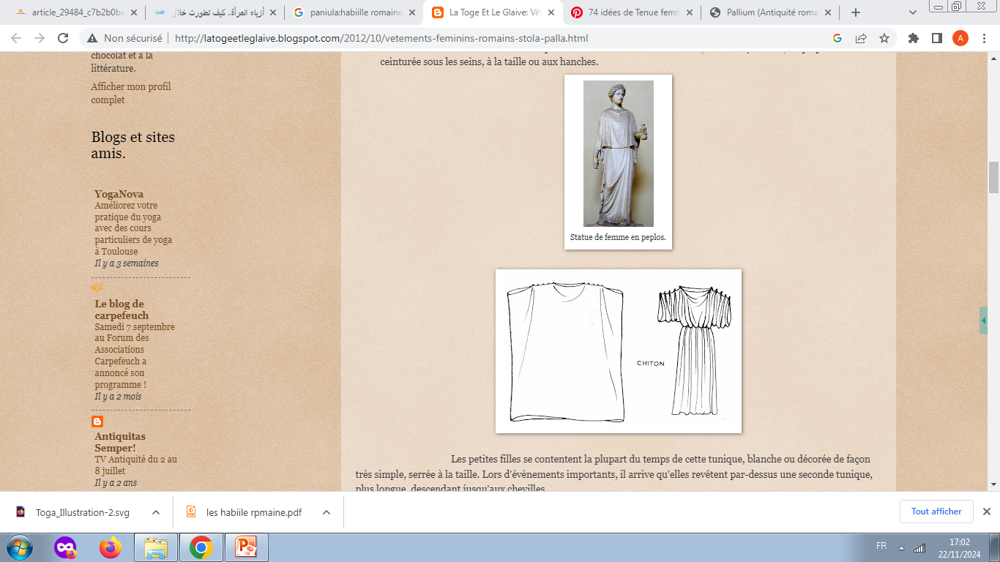 article_29484_c7b2b0ba
أزياء المرأة.. كيف تطورت خلال
paniula:habiille romaine
La Toge Et Le Glaive: Vêt
74 idées de Tenue femm
Pallium (Antiquité roma
Non sécurisé
http://latogeetleglaive.blogspot.com/2012/10/vetements-feminins-romains-stola-palla.html
A
chocolat et à la
littérature.
Afficher mon profil
complet
Blogs et sites
amis.
YogaNova
Améliorez votre
pratique du yoga
avec des cours
particuliers de yoga
à Toulouse
Il y a 3 semaines
Le blog de
carpefeuch
Samedi 7 septembre
au Forum des
Associations
Carpefeuch a
annoncé son
programme !
Il y a 2 mois
Antiquitas
Semper!
TV Antiquité du 2 au
8 juillet
Il y a 2 ans
ceinturée sous les seins, à la taille ou aux hanches.
Statue de femme en peplos.
CHITON
Les petites filles se contentent la plupart du temps de cette tunique, blanche ou décorée de façon
très simple, serrée à la taille. Lors d'évènements importants, il arrive qu'elles revêtent par-dessus une seconde tunique,
plus longue, descendant jusqu'aux chevilles
Toga_Illustration-2.svg
les habiile rpmaine.pdf
Tout afficher
FR
17:02
22/11/2024